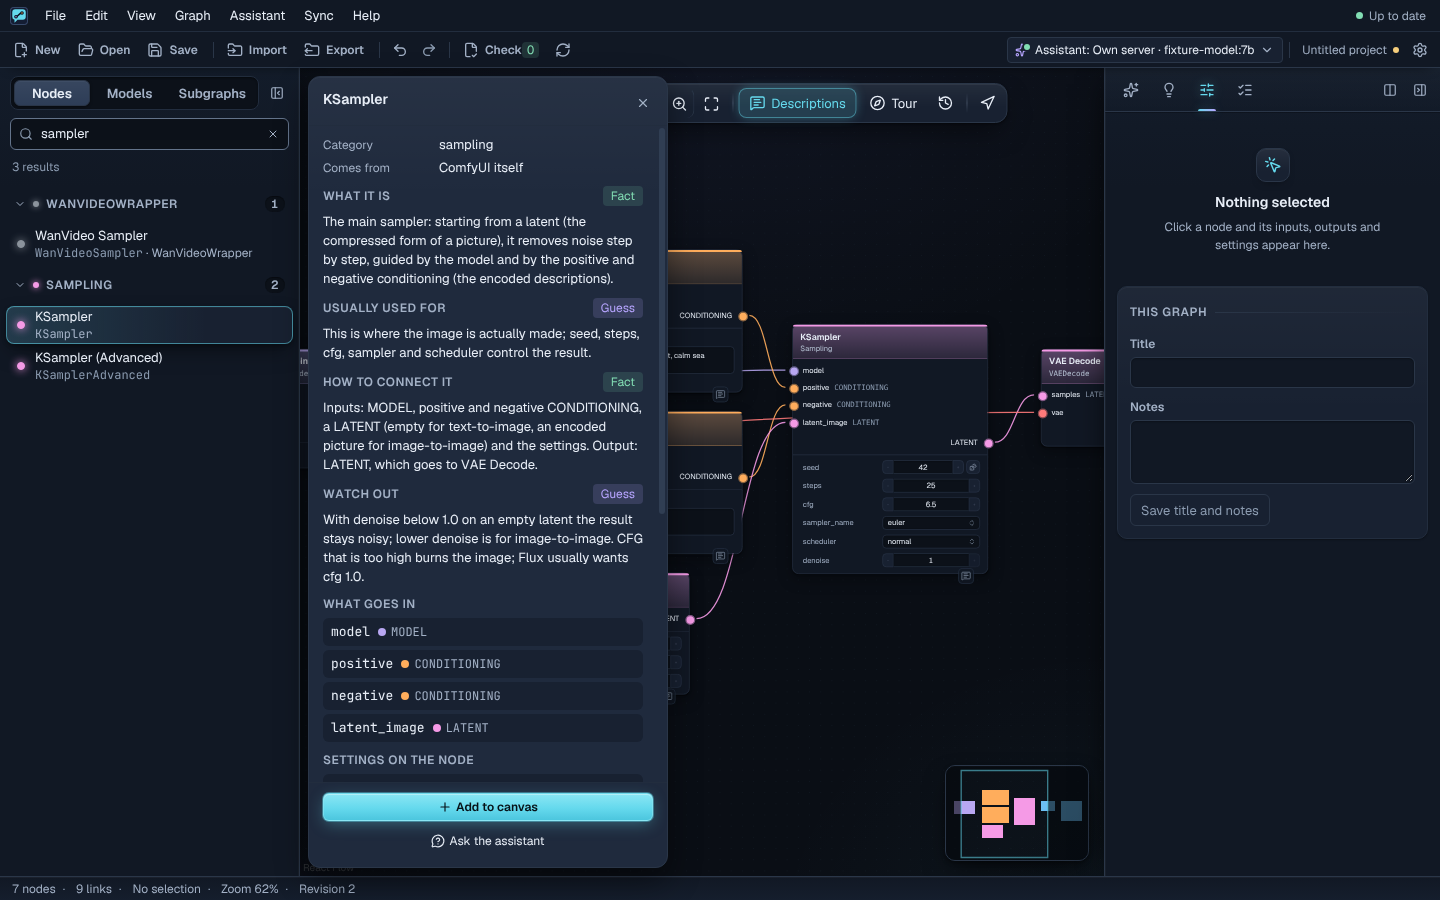 File Edit View Graph Assistant Sync Help
Up to date
New Open Save Import Export Check 0
Assistant: Own server · fixture-model:7b
Untitled project
Nodes Models Subgraphs
sampler
3 results
WANVIDEOWRAPPER 1
WanVideo Sampler
WanVideoSampler · WanVideoWrapper
SAMPLING 2
KSampler
KSampler
KSampler (Advanced)
KSamplerAdvanced
KSampler
Category sampling
Comes from ComfyUI itself
WHAT IT IS Fact
The main sampler: starting from a latent (the
compressed form of a picture), it removes noise step
by step, guided by the model and by the positive and
negative conditioning (the encoded descriptions).
USUALLY USED FOR Guess
This is where the image is actually made; seed, steps,
cfg, sampler and scheduler control the result.
HOW TO CONNECT IT Fact
Inputs: MODEL, positive and negative CONDITIONING,
a LATENT (empty for text-to-image, an encoded
picture for image-to-image) and the settings. Output:
LATENT, which goes to VAE Decode.
WATCH OUT Guess
With denoise below 1.0 on an empty latent the result
stays noisy; lower denoise is for image-to-image. CFG
that is too high burns the image; Flux usually wants
cfg 1.0.
WHAT GOES IN
model MODEL
positive CONDITIONING
negative CONDITIONING
latent_image LATENT
SETTINGS ON THE NODE
Add to canvas
Ask the assistant
Descriptions Tour
CONDITIONING
calm sea
CONDITIONING
KSampler
Sampling
model
positive CONDITIONING
negative CONDITIONING
latent_image LATENT
LATENT
seed 42
steps 25
cfg 6.5
sampler_name euler
scheduler normal
denoise 1
VAE Decode
VAEDecode
samples
vae
Nothing selected
Click a node and its inputs, outputs and
settings appear here.
THIS GRAPH
Title
Notes
Save title and notes
7 nodes · 9 links · No selection · Zoom 62% · Revision 2